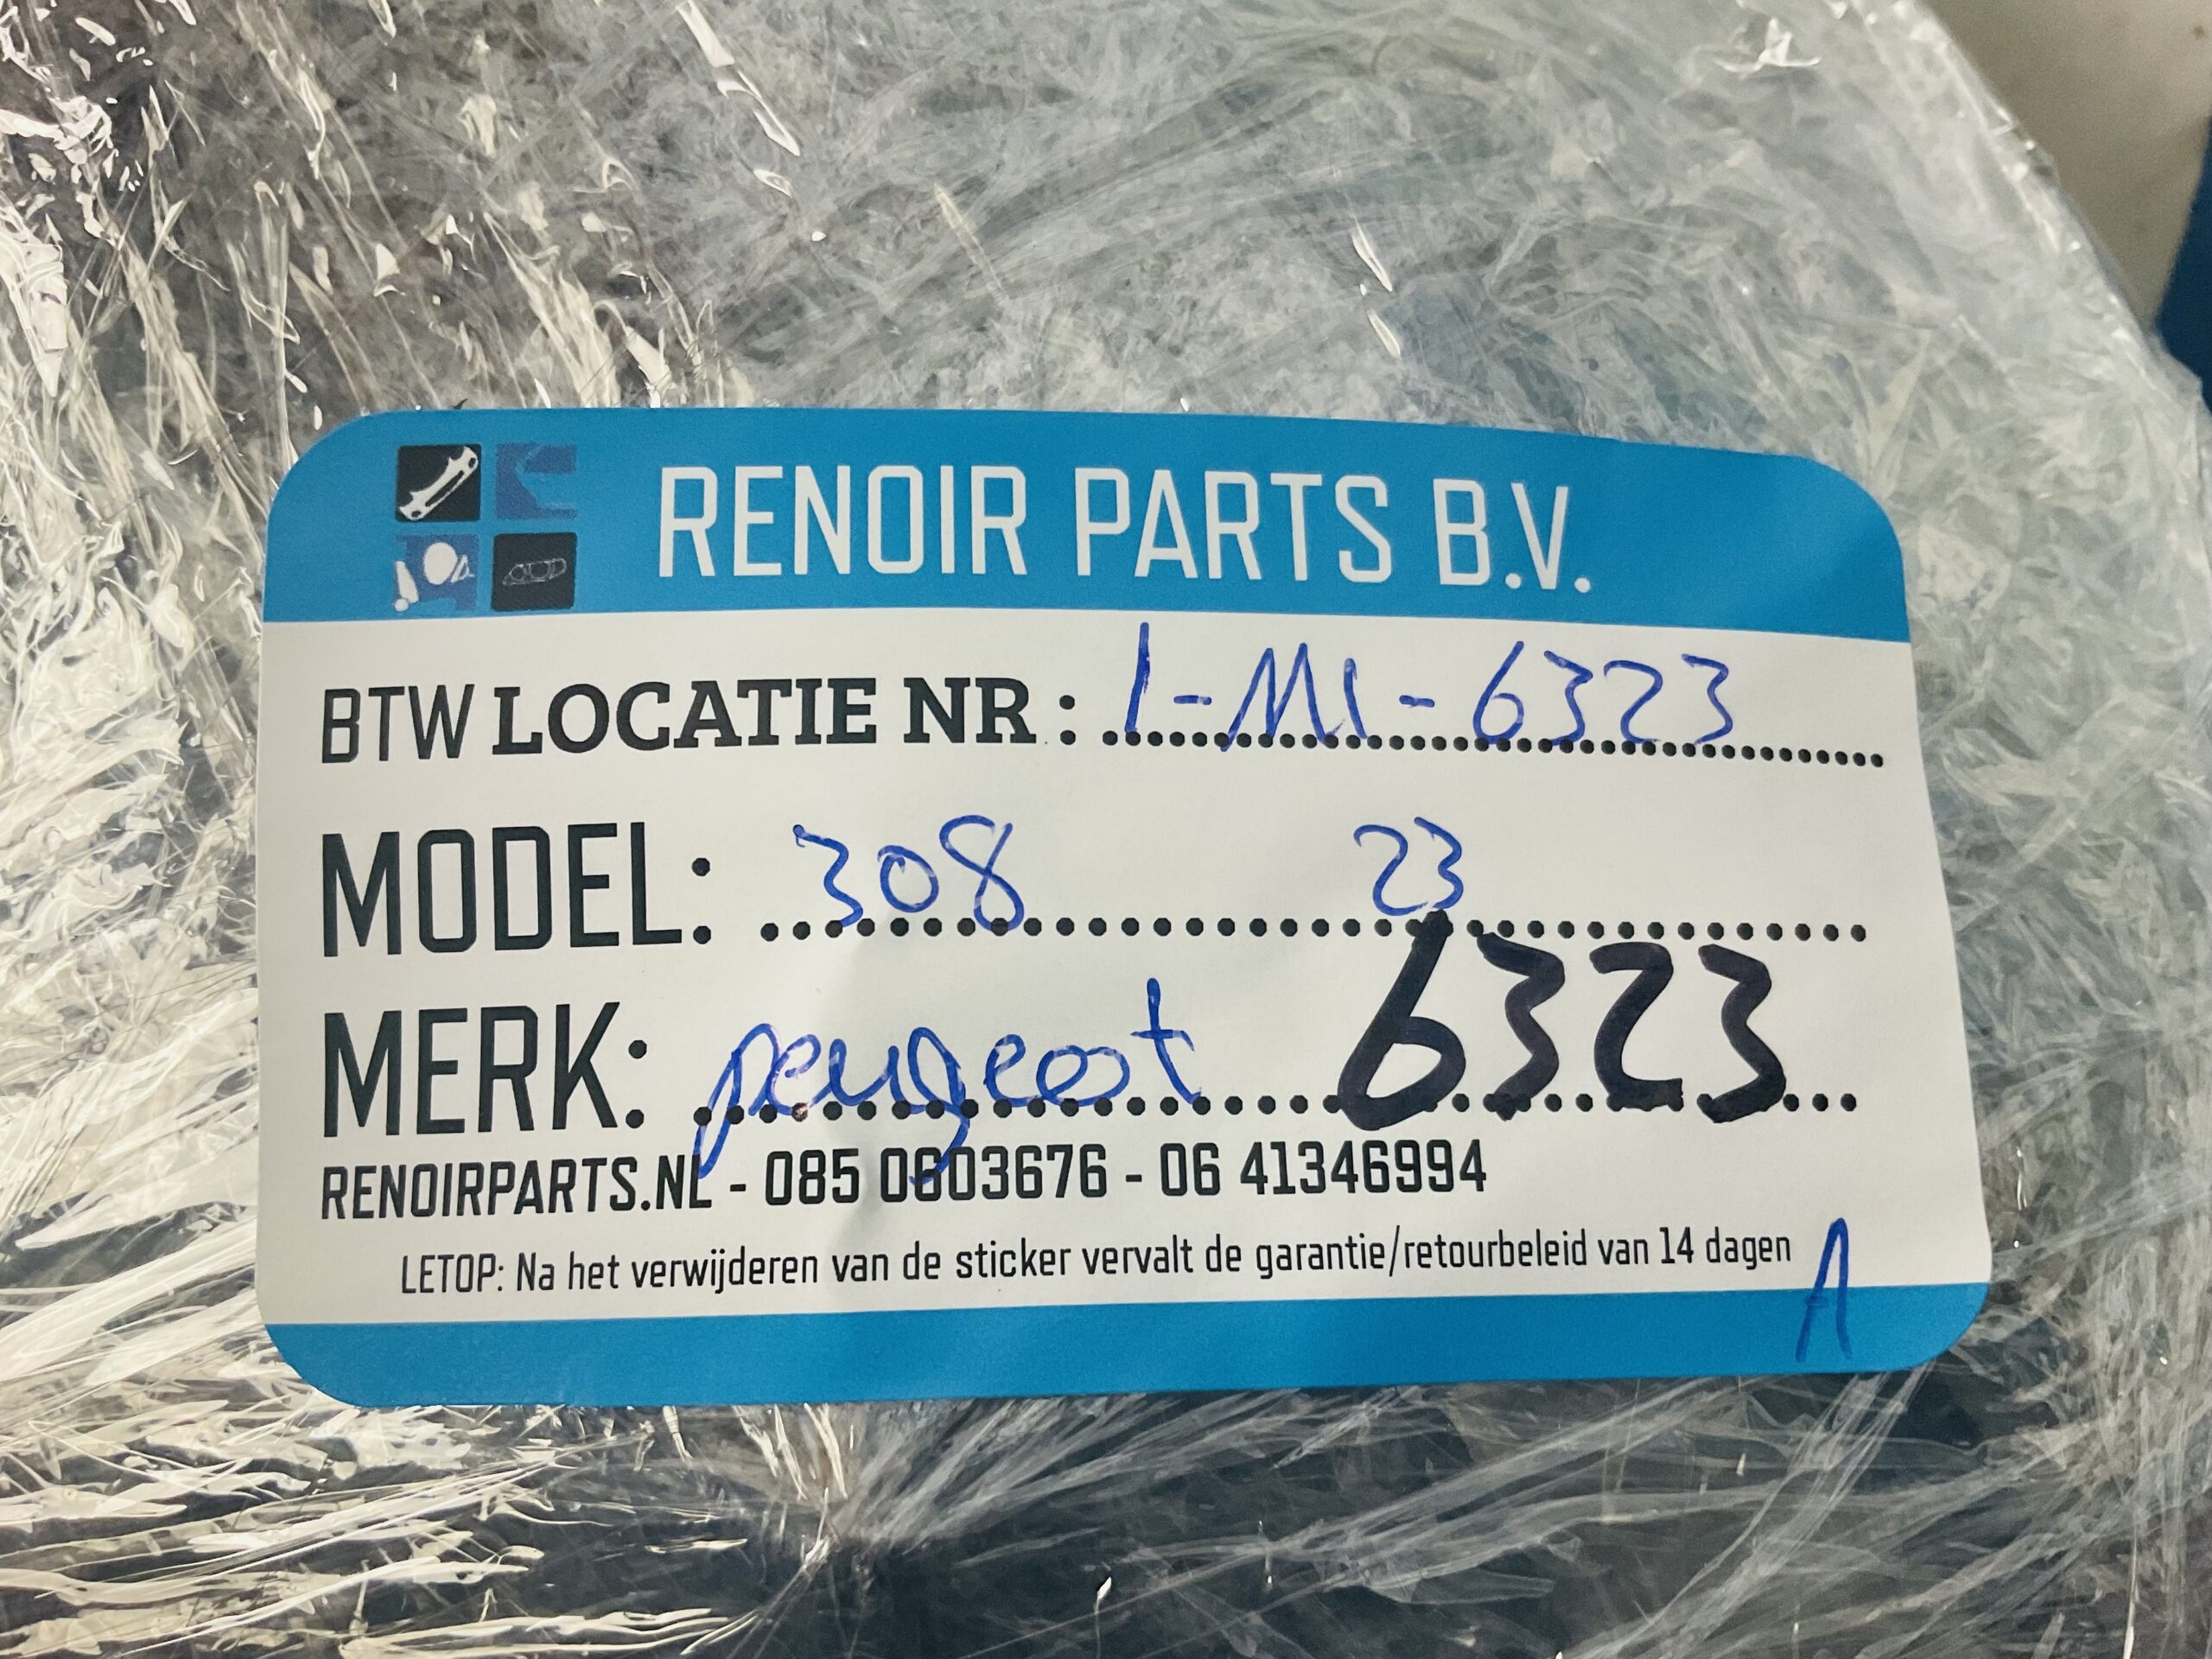 RENOIR PARTS B.V.
BTW LOCATIE NR : 1-M1-6323
MODEL: 308 23
MERK: peugeot 6323
RENOIRPARTS.NL - 085 0603676 - 06 41346994
LETOP: Na het verwijderen van de sticker vervalt de garantie/retourbeleid van 14 dagen
A